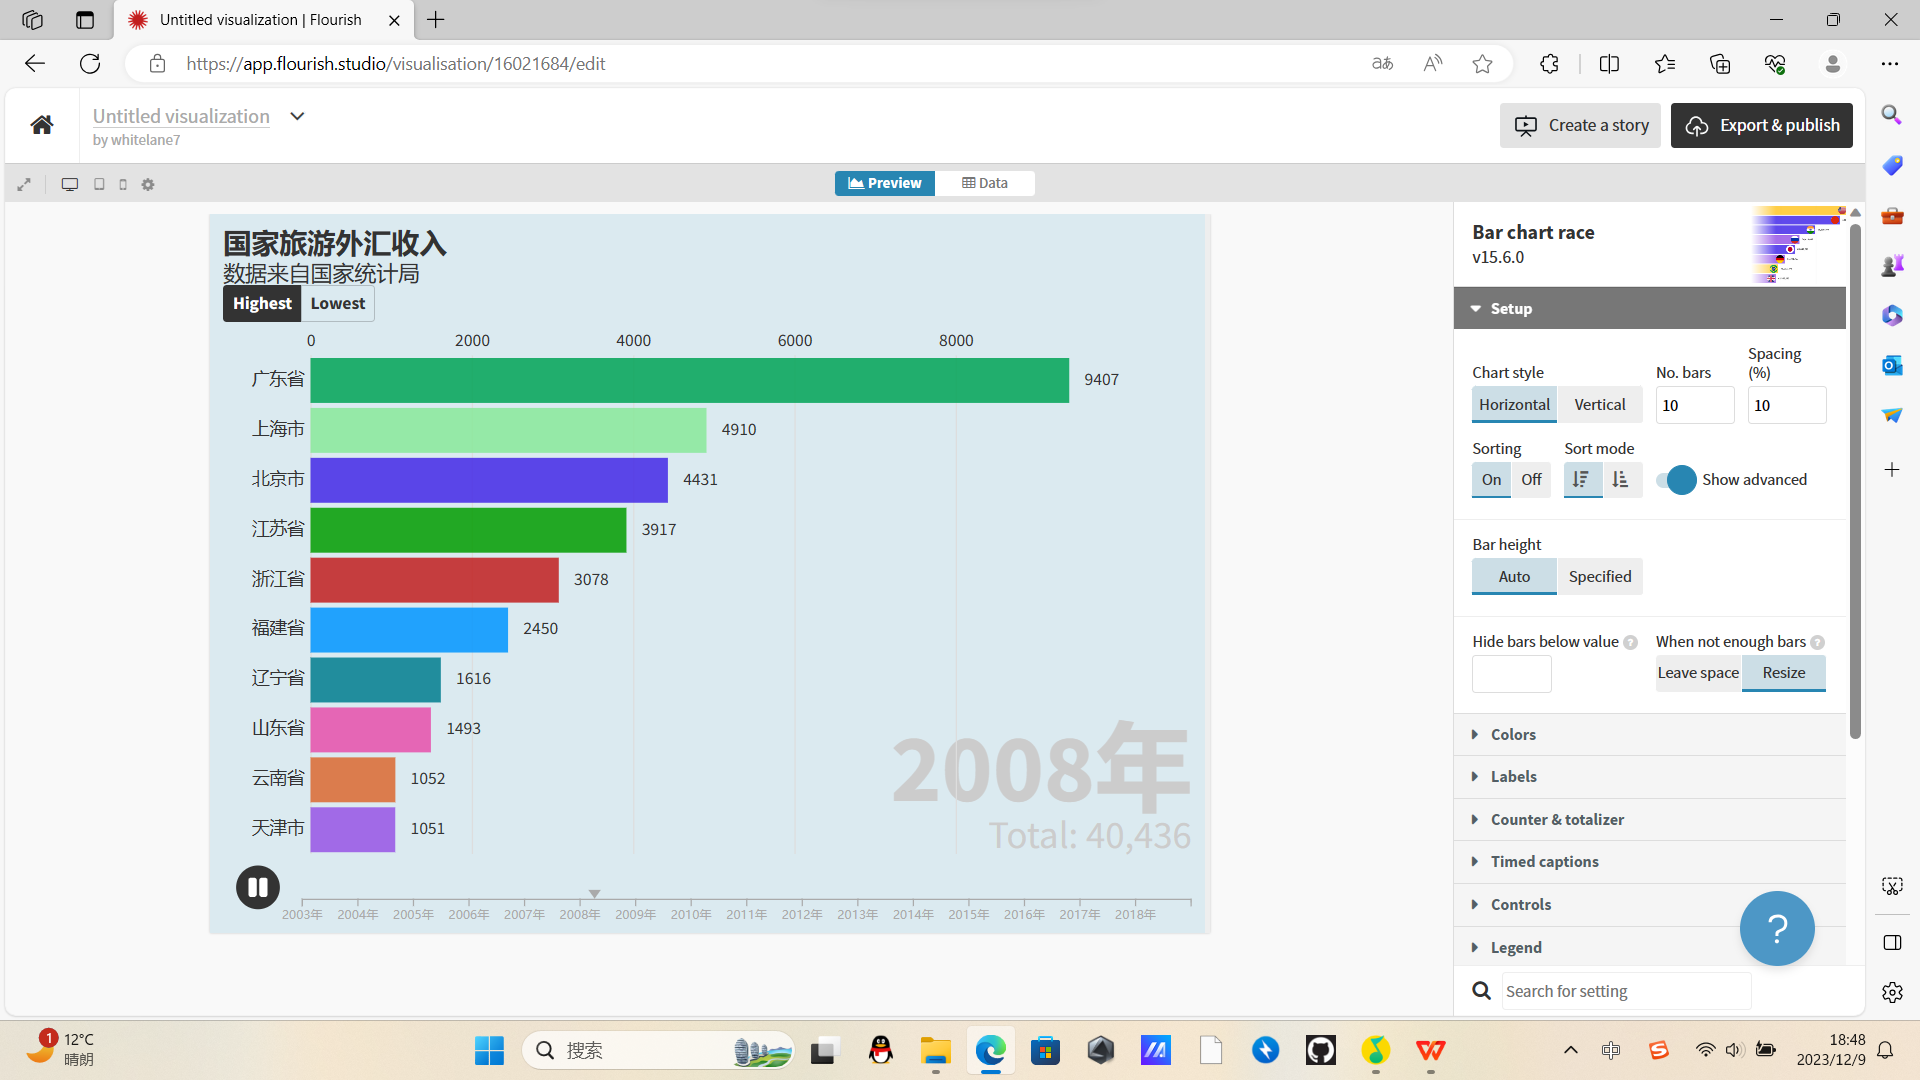 Untitled visualization | Flourish
https://app.flourish.studio/visualisation/16021684/edit
Untitled visualization
by whitelane7
Create a story
Export & publish
Preview
Data
国家旅游外汇收入
数据来自国家统计局
Highest
Lowest
0 2000 4000 6000 8000
广东省 9407
上海市 4910
北京市 4431
江苏省 3917
浙江省 3078
福建省 2450
辽宁省 1616
山东省 1493
云南省 1052
天津市 1051
2008年
Total: 40,436
2003年 2004年 2005年 2006年 2007年 2008年 2009年 2010年 2011年 2012年 2013年 2014年 2015年 2016年 2017年 2018年
Bar chart race
v15.6.0
Setup
Chart style
No. bars
Spacing
(%)
Horizontal Vertical
10
10
Sorting
Sort mode
On Off
Show advanced
Bar height
Auto Specified
Hide bars below value ?
When not enough bars ?
Leave space Resize
Colors
Labels
Counter & totalizer
Timed captions
Controls
Legend
?
Search for setting
1
12°C
晴朗
搜索
中
18:48
2023/12/9